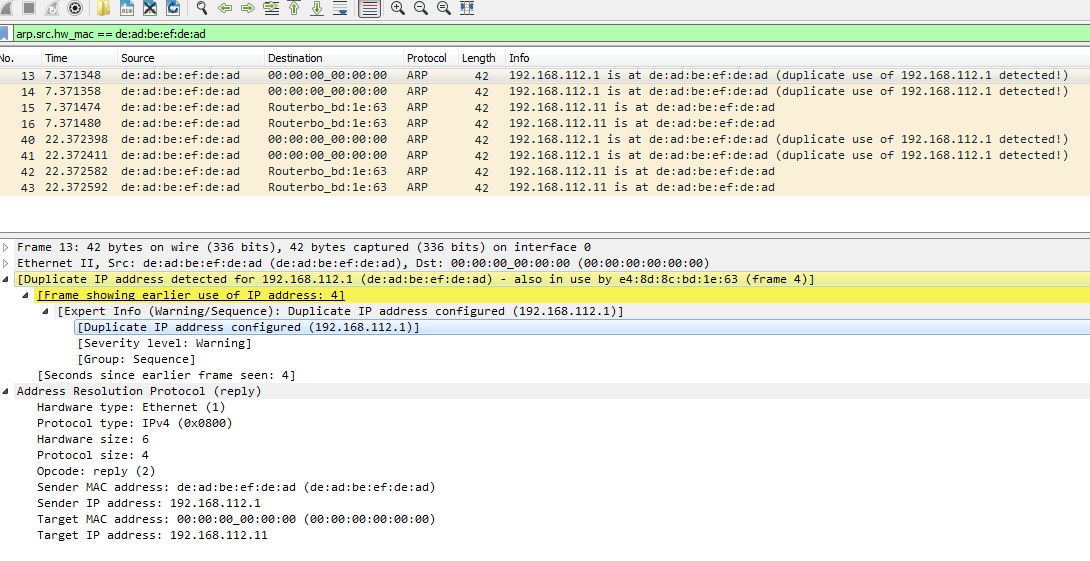 arp.src.hw_mac == de:ad:be:ef:de:ad
No. Time Source Destination Protocol Length Info
13 7.371348 de:ad:be:ef:de:ad 00:00:00_00:00:00 ARP 42 192.168.112.1 is at de:ad:be:ef:de:ad (duplicate use of 192.168.112.1 detected!)
14 7.371358 de:ad:be:ef:de:ad 00:00:00_00:00:00 ARP 42 192.168.112.1 is at de:ad:be:ef:de:ad (duplicate use of 192.168.112.1 detected!)
15 7.371474 de:ad:be:ef:de:ad Routerbo_bd:1e:63 ARP 42 192.168.112.11 is at de:ad:be:ef:de:ad
16 7.371480 de:ad:be:ef:de:ad Routerbo_bd:1e:63 ARP 42 192.168.112.11 is at de:ad:be:ef:de:ad
40 22.372398 de:ad:be:ef:de:ad 00:00:00_00:00:00 ARP 42 192.168.112.1 is at de:ad:be:ef:de:ad (duplicate use of 192.168.112.1 detected!)
41 22.372411 de:ad:be:ef:de:ad 00:00:00_00:00:00 ARP 42 192.168.112.1 is at de:ad:be:ef:de:ad (duplicate use of 192.168.112.1 detected!)
42 22.372582 de:ad:be:ef:de:ad Routerbo_bd:1e:63 ARP 42 192.168.112.11 is at de:ad:be:ef:de:ad
43 22.372592 de:ad:be:ef:de:ad Routerbo_bd:1e:63 ARP 42 192.168.112.11 is at de:ad:be:ef:de:ad
Frame 13: 42 bytes on wire (336 bits), 42 bytes captured (336 bits) on interface 0
Ethernet II, Src: de:ad:be:ef:de:ad (de:ad:be:ef:de:ad), Dst: 00:00:00_00:00:00 (00:00:00:00:00:00)
[Duplicate IP address detected for 192.168.112.1 (de:ad:be:ef:de:ad) - also in use by e4:8d:8c:bd:1e:63 (frame 4)]
[Frame showing earlier use of IP address: 4]
[Expert Info (Warning/Sequence): Duplicate IP address configured (192.168.112.1)]
[Duplicate IP address configured (192.168.112.1)]
[Severity level: Warning]
[Group: Sequence]
[Seconds since earlier frame seen: 4]
Address Resolution Protocol (reply)
Hardware type: Ethernet (1)
Protocol type: IPv4 (0x0800)
Hardware size: 6
Protocol size: 4
Opcode: reply (2)
Sender MAC address: de:ad:be:ef:de:ad (de:ad:be:ef:de:ad)
Sender IP address: 192.168.112.1
Target MAC address: 00:00:00_00:00:00 (00:00:00:00:00:00)
Target IP address: 192.168.112.11